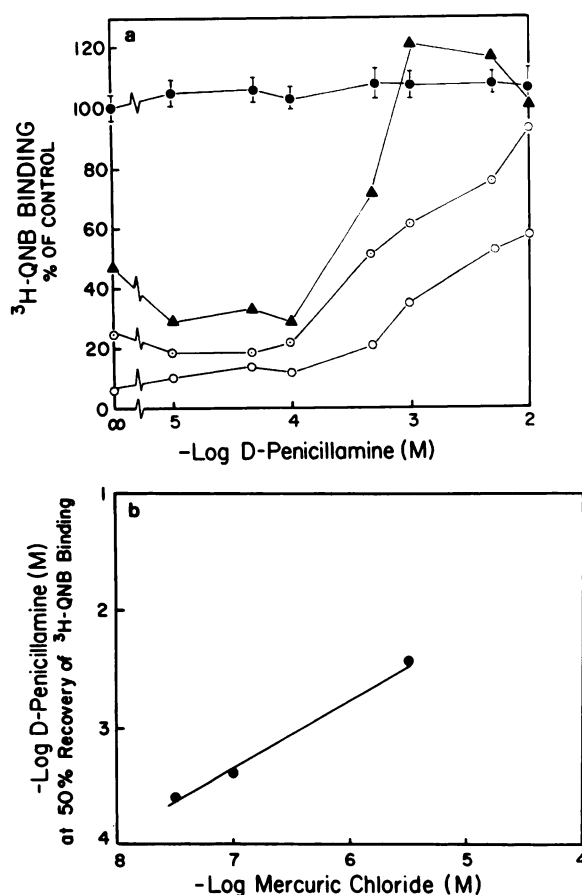 a
120
100
80
60
40
20
0
³H-QNB BINDING
% OF CONTROL
∞ 5 4 3 2
-Log D-Penicillamine (M)
b
1
2
3
4
-Log D-Penicillamine (M)
at 50% Recovery of ³H-QNB Binding
8 7 6 5 4
-Log Mercuric Chloride (M)